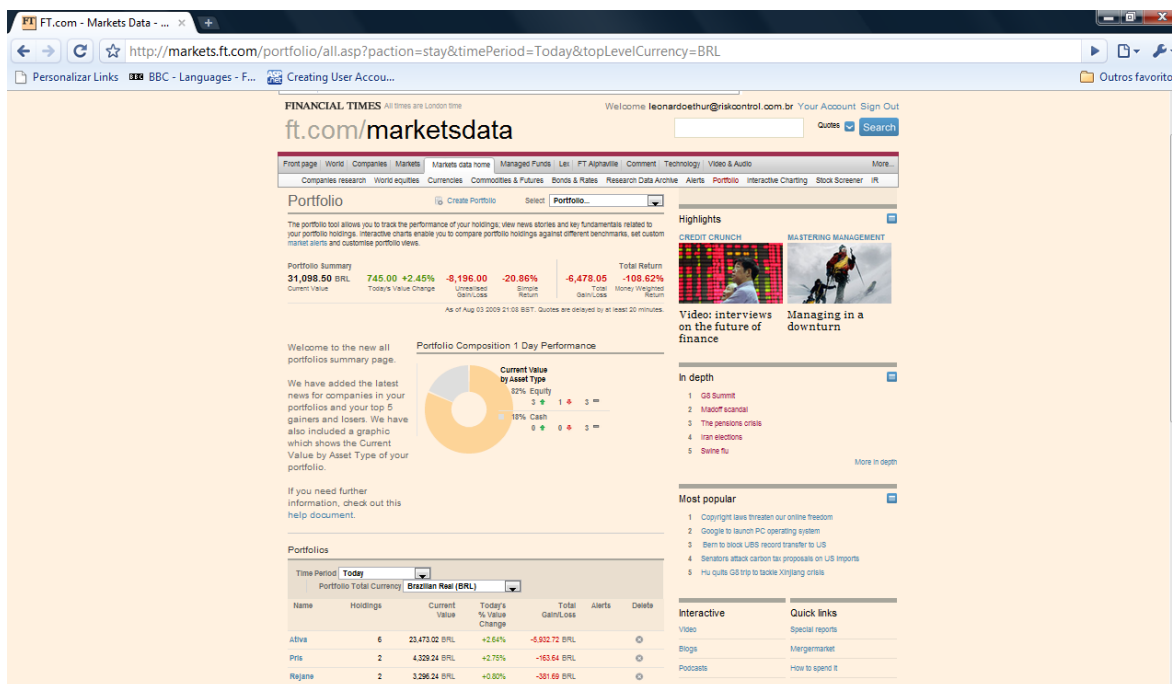 FT.com - Markets Data - ...
http://markets.ft.com/portfolio/all.asp?paction=stay&timePeriod=Today&topLevelCurrency=BRL
Personalizar Links BBC - Languages - F... Creating User Accou... Outros favorito
FINANCIAL TIMES All times are London time
Welcome leonardoethur@riskcontrol.com.br Your Account Sign Out
ft.com/marketsdata
Quotes Search
Front page World Companies Markets Markets data home Managed Funds Lex FT Alphaville Comment Technology Video & Audio More...
Companies research World equities Currencies Commodities & Futures Bonds & Rates Research Data Archive Alerts Portfolio Interactive Charting Stock Screener IR
Portfolio Create Portfolio Select Portfolio...
The portfolio tool allows you to track the performance of your holdings; view news stories and key fundamentals related to
your portfolio holdings. Interactive charts enable you to compare portfolio holdings against different benchmarks, set custom
market alerts and customise portfolio views.
Portfolio Summary Total Return
31,098.50 BRL 745.00 +2.45% -8,196.00 -20.86% -6,478.05 -108.62%
Current Value Today's Value Change Unrealised Gain/Loss Simple Return Total Gain/Loss Money Weighted Return
As of Aug 03 2009 21:08 BST. Quotes are delayed by at least 20 minutes.
Welcome to the new all
portfolios summary page.
We have added the latest
news for companies in your
portfolios and your top 5
gainers and losers. We have
also included a graphic
which shows the Current
Value by Asset Type of your
portfolio.
If you need further
information, check out this
help document.
Portfolio Composition 1 Day Performance
Current Value
by Asset Type
82% Equity
3 1 3
18% Cash
0 0 3
Portfolios
Time Period Today
Portfolio Total Currency Brazilian Real (BRL)
Name Holdings Current Value Today's % Value Change Total Gain/Loss Alerts Delete
Ativa 6 23,473.02 BRL +2.64% -5,932.72 BRL
Pris 2 4,329.24 BRL +2.75% -163.64 BRL
Rejane 2 3,296.24 BRL +0.80% -381.69 BRL
Highlights
CREDIT CRUNCH
Video: interviews
on the future of
finance
MASTERING MANAGEMENT
Managing in a
downturn
In depth
1 G8 Summit
2 Madoff scandal
3 The pensions crisis
4 Iran elections
5 Swine flu
More in depth
Most popular
1 Copyright laws threaten our online freedom
2 Google to launch PC operating system
3 Bern to block UBS record transfer to US
4 Senators attack carbon tax proposals on US imports
5 Hu quits G8 trip to tackle Xinjiang crisis
Interactive
Video
Blogs
Podcasts
Quick links
Special reports
Mergermarket
How to spend it